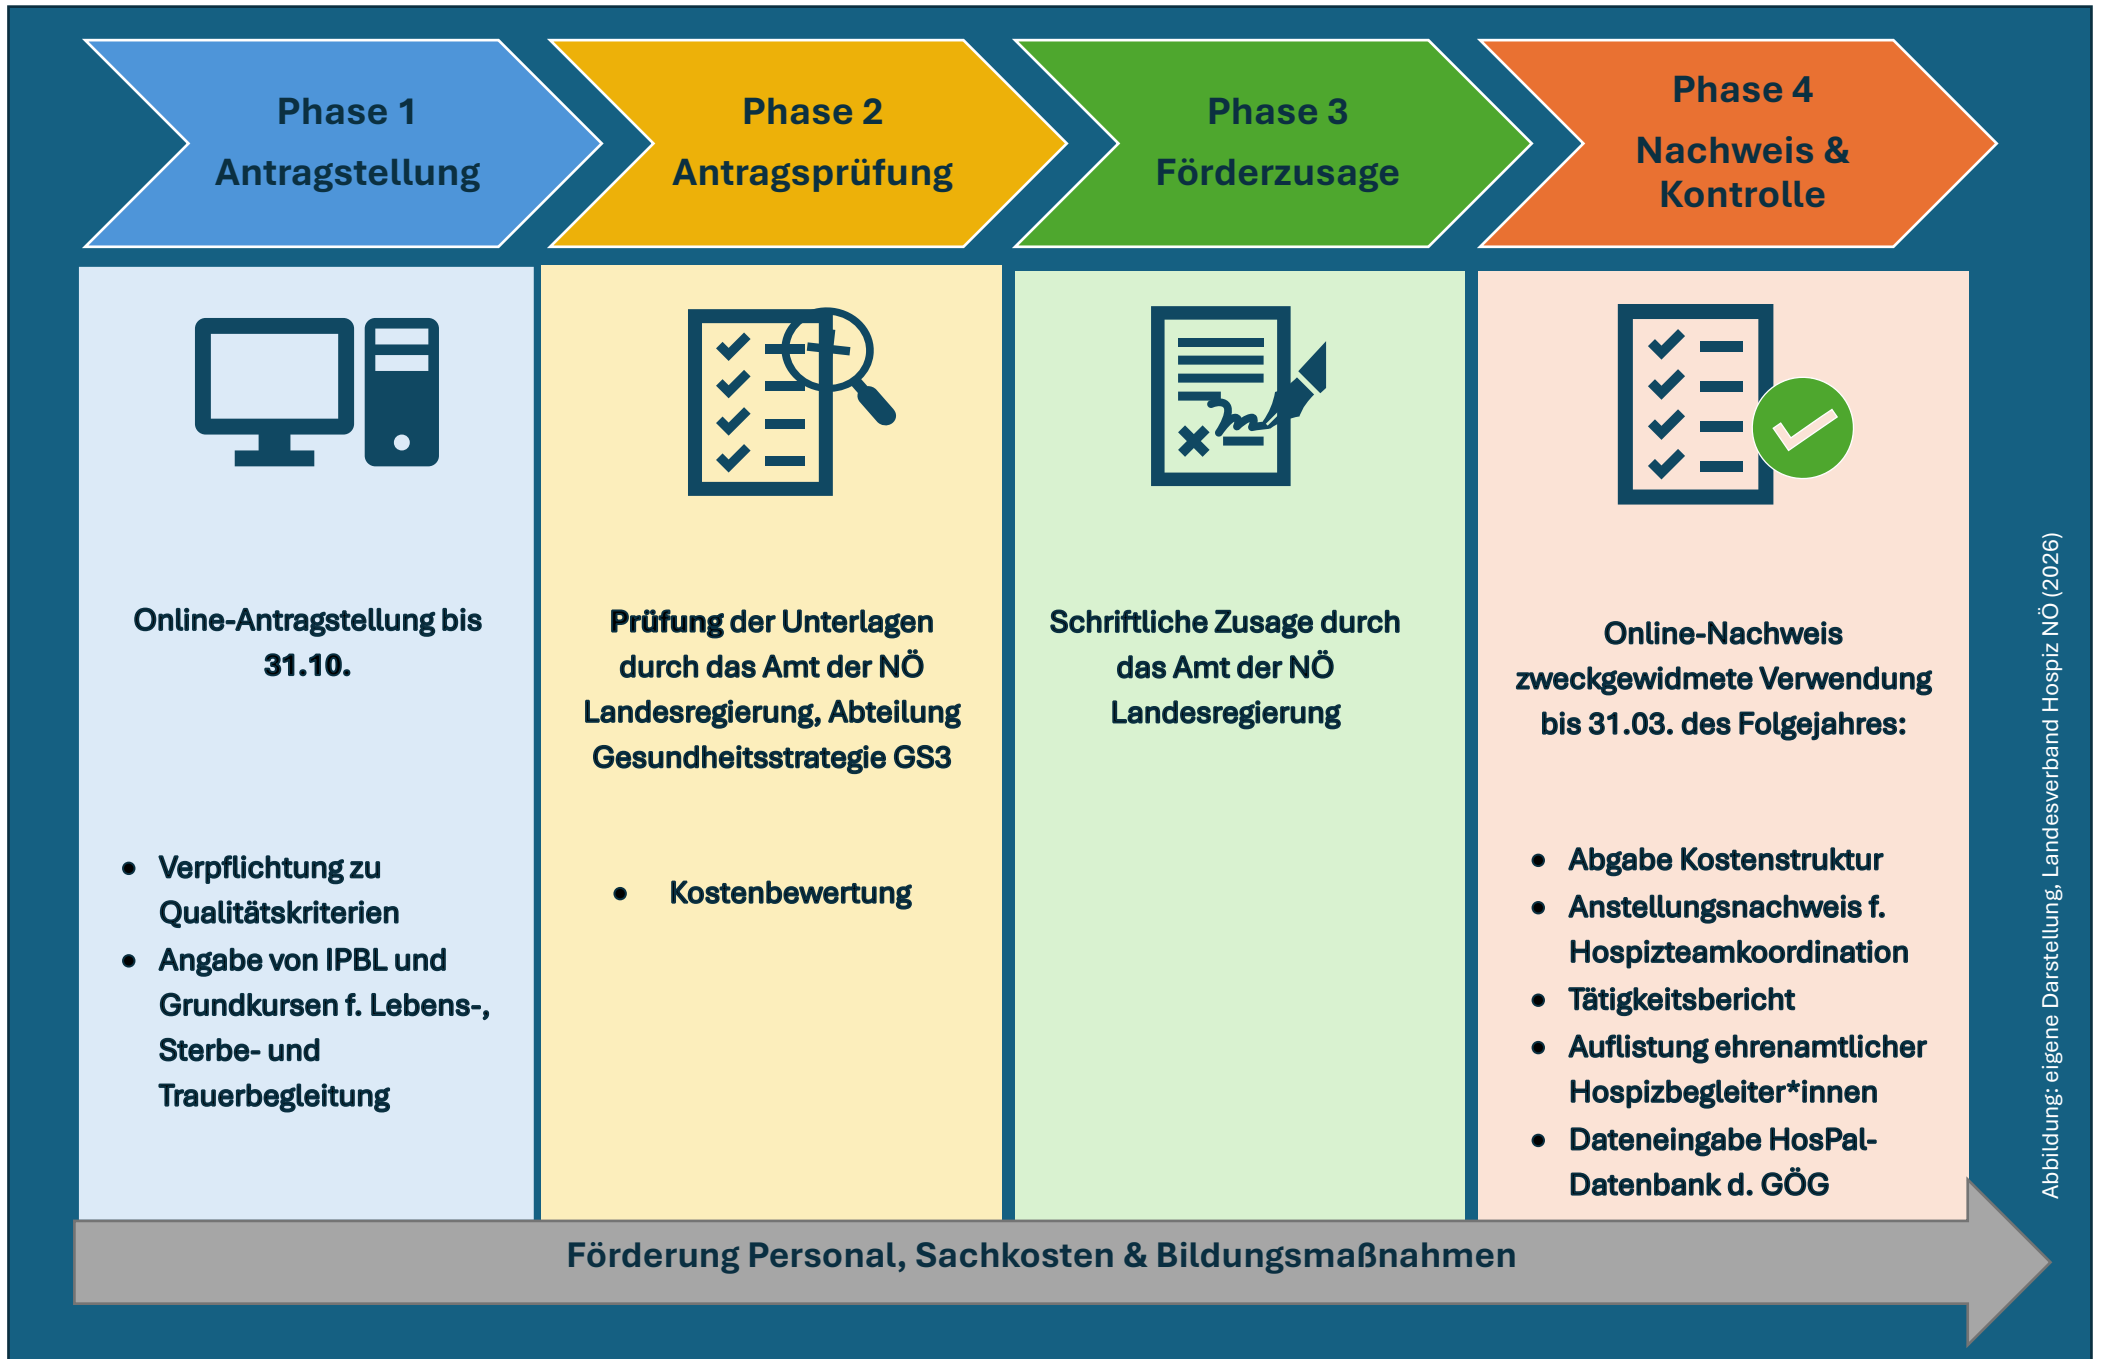 Phase 1
Antragstellung
Phase 2
Antragsprüfung
Phase 3
Förderzusage
Phase 4
Nachweis &
Kontrolle
Online-Antragstellung bis
31.10.
• Verpflichtung zu
Qualitätskriterien
• Angabe von IPBL und
Grundkursen f. Lebens-,
Sterbe- und
Trauerbegleitung
Prüfung der Unterlagen
durch das Amt der NÖ
Landesregierung, Abteilung
Gesundheitsstrategie GS3
• Kostenbewertung
Schriftliche Zusage durch
das Amt der NÖ
Landesregierung
Online-Nachweis
zweckgewidmete Verwendung
bis 31.03. des Folgejahres:
• Abgabe Kostenstruktur
• Anstellungsnachweis f.
Hospizteamkoordination
• Tätigkeitsbericht
• Auflistung ehrenamtlicher
Hospizbegleiter*innen
• Dateneingabe HosPal-
Datenbank d. GÖG
Förderung Personal, Sachkosten & Bildungsmaßnahmen
Abbildung: eigene Darstellung, Landesverband Hospiz NÖ (2026)